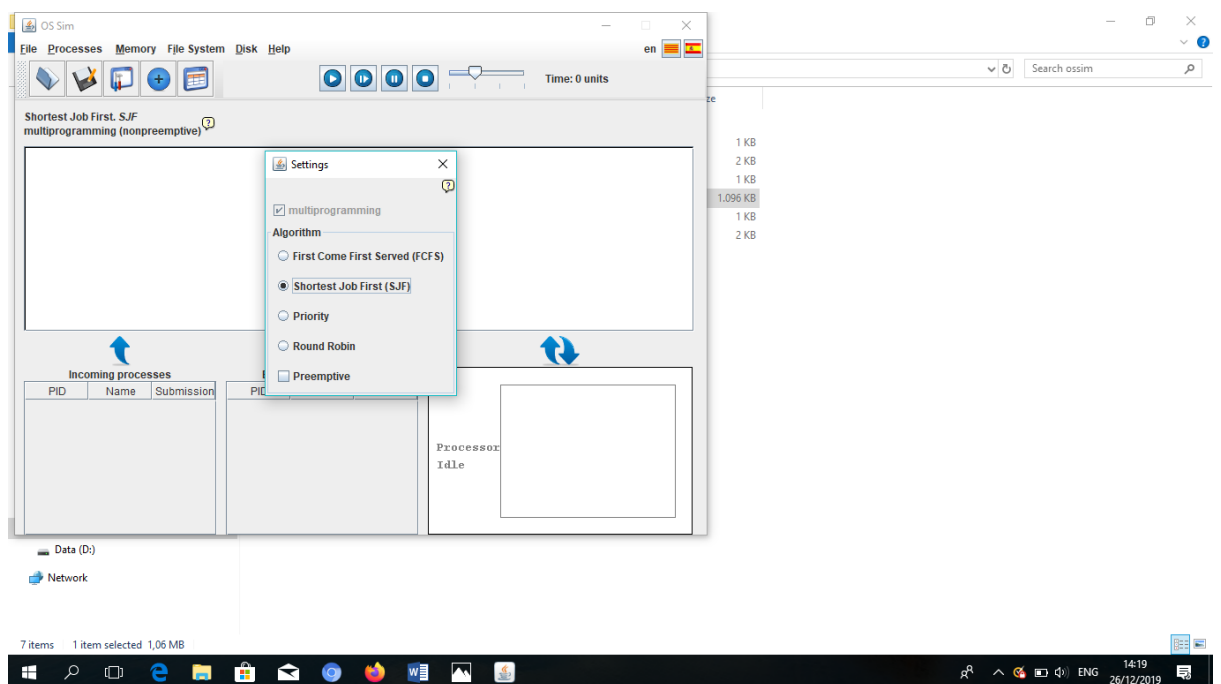 OS Sim
File Processes Memory File System Disk Help en
Time: 0 units
Shortest Job First. SJF
multiprogramming (nonpreemptive)
Settings
multiprogramming
Algorithm
First Come First Served (FCFS)
Shortest Job First (SJF)
Priority
Round Robin
Preemptive
Incoming processes
PID Name Submission
PID
Processor
Idle
Search ossim
ze
1 KB
2 KB
1 KB
1.096 KB
1 KB
2 KB
Data (D:)
Network
7 items 1 item selected 1,06 MB
ENG
14:19
26/12/2019